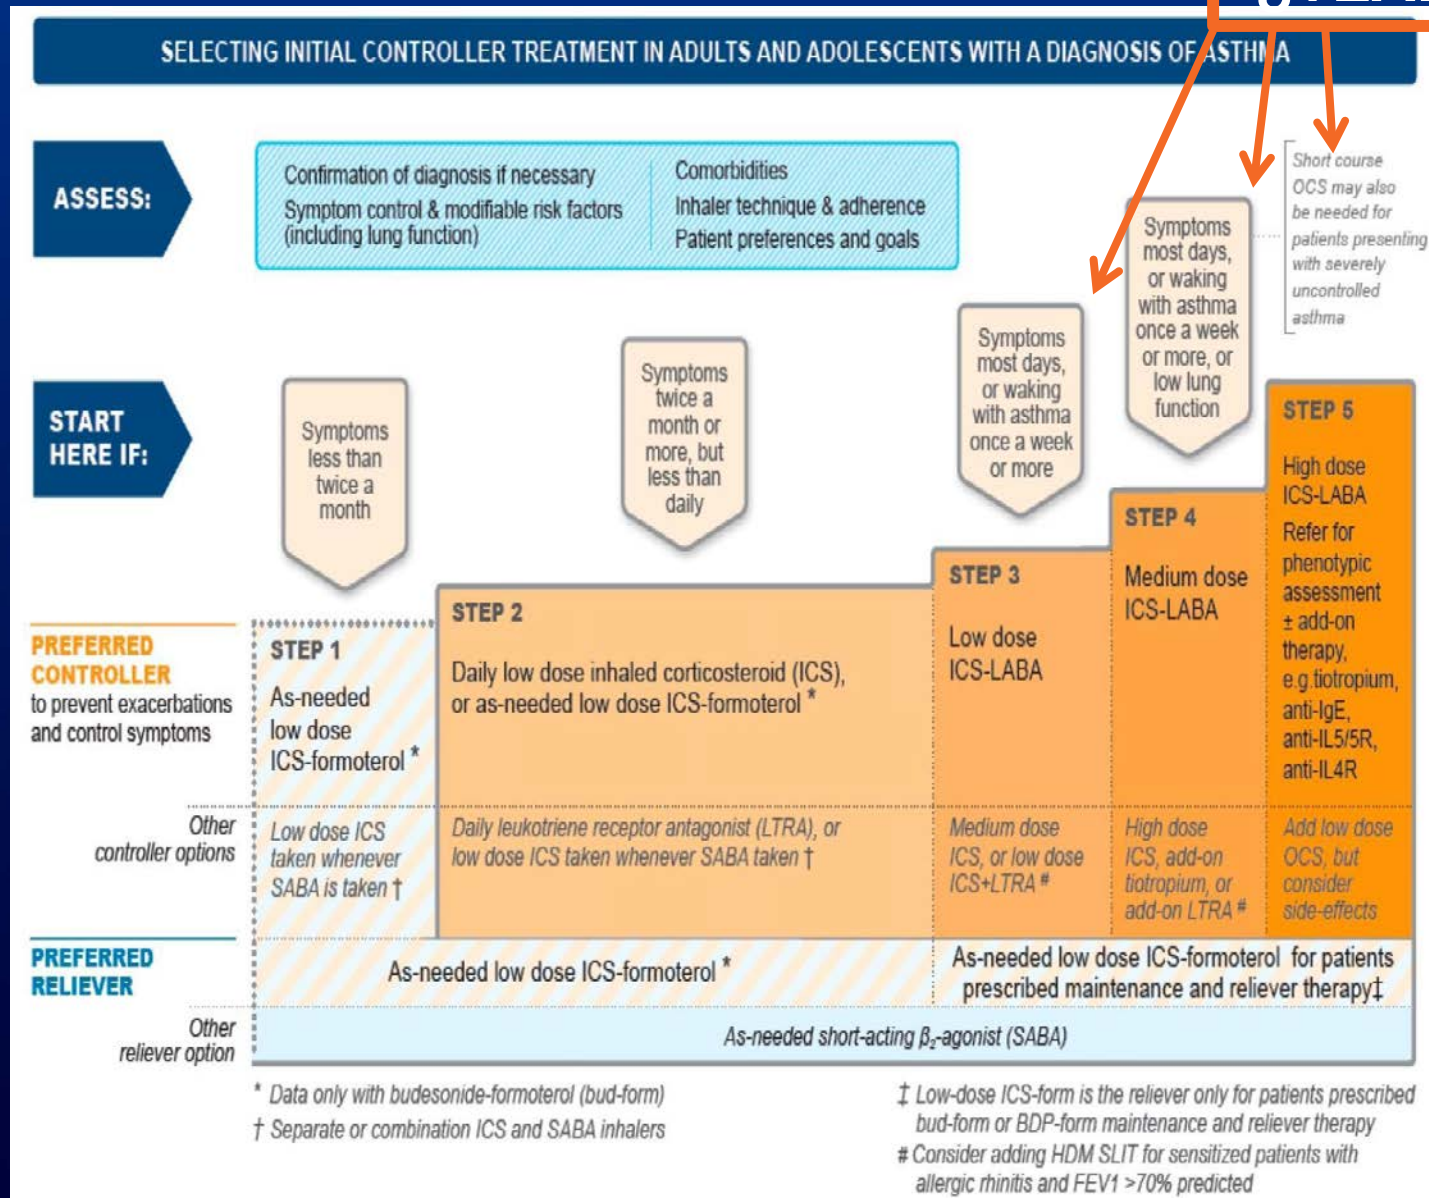 SELECTING INITIAL CONTROLLER TREATMENT IN ADULTS AND ADOLESCENTS WITH A DIAGNOSIS OF ASTHMA
ASSESS:
Confirmation of diagnosis if necessary
Symptom control & modifiable risk factors
(including lung function)
Comorbidities
Inhaler technique & adherence
Patient preferences and goals
Short course
OCS may also
be needed for
patients presenting
with severely
uncontrolled
asthma
START
HERE IF:
Symptoms
less than
twice a
month
Symptoms
twice a
month or
more, but
less than
daily
Symptoms
most days,
or waking
with asthma
once a week
or more
Symptoms
most days,
or waking
with asthma
once a week
or more, or
low lung
function
PREFERRED
CONTROLLER
to prevent exacerbations
and control symptoms
STEP 1
As-needed
low dose
ICS-formoterol *
STEP 2
Daily low dose inhaled corticosteroid (ICS),
or as-needed low dose ICS-formoterol *
STEP 3
Low dose
ICS-LABA
STEP 4
Medium dose
ICS-LABA
STEP 5
High dose
ICS-LABA
Refer for
phenotypic
assessment
± add-on
therapy,
e.g.tiotropium,
anti-IgE,
anti-IL5/5R,
anti-IL4R
Other
controller options
Low dose ICS
taken whenever
SABA is taken †
Daily leukotriene receptor antagonist (LTRA), or
low dose ICS taken whenever SABA taken †
Medium dose
ICS, or low dose
ICS+LTRA #
High dose
ICS, add-on
tiotropium, or
add-on LTRA #
Add low dose
OCS, but
consider
side-effects
PREFERRED
RELIEVER
As-needed low dose ICS-formoterol *
As-needed low dose ICS-formoterol for patients
prescribed maintenance and reliever therapy‡
Other
reliever option
As-needed short-acting β₂-agonist (SABA)
* Data only with budesonide-formoterol (bud-form)
† Separate or combination ICS and SABA inhalers
‡ Low-dose ICS-form is the reliever only for patients prescribed
bud-form or BDP-form maintenance and reliever therapy
# Consider adding HDM SLIT for sensitized patients with
allergic rhinitis and FEV1 >70% predicted